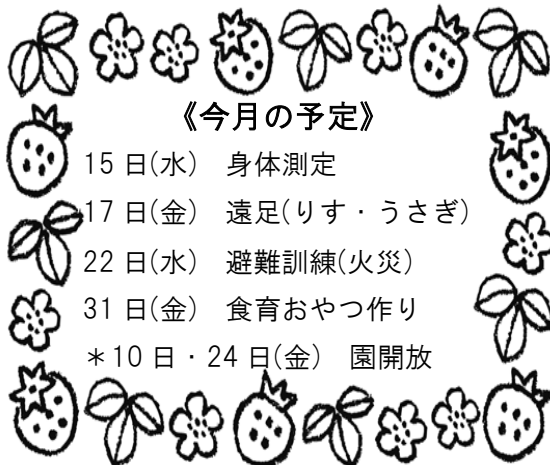 《今月の予定》
15日(水)　身体測定
17日(金)　遠足(りす・うさぎ)
22日(水)　避難訓練(火災)
31日(金)　食育おやつ作り
＊10日・24日(金)　園開放